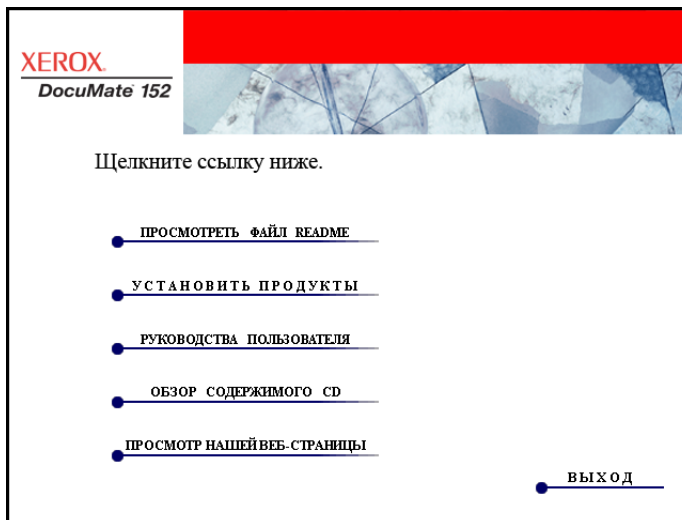 XEROX.
DocuMate 152
Щелкните ссылку ниже.
ПРОСМОТРЕТЬ ФАЙЛ README
УСТАНОВИТЬ ПРОДУКТЫ
РУКОВОДСТВА ПОЛЬЗОВАТЕЛЯ
ОБЗОР СОДЕРЖИМОГО CD
ПРОСМОТР НАШЕЙ ВЕБ-СТРАНИЦЫ
ВЫХОД